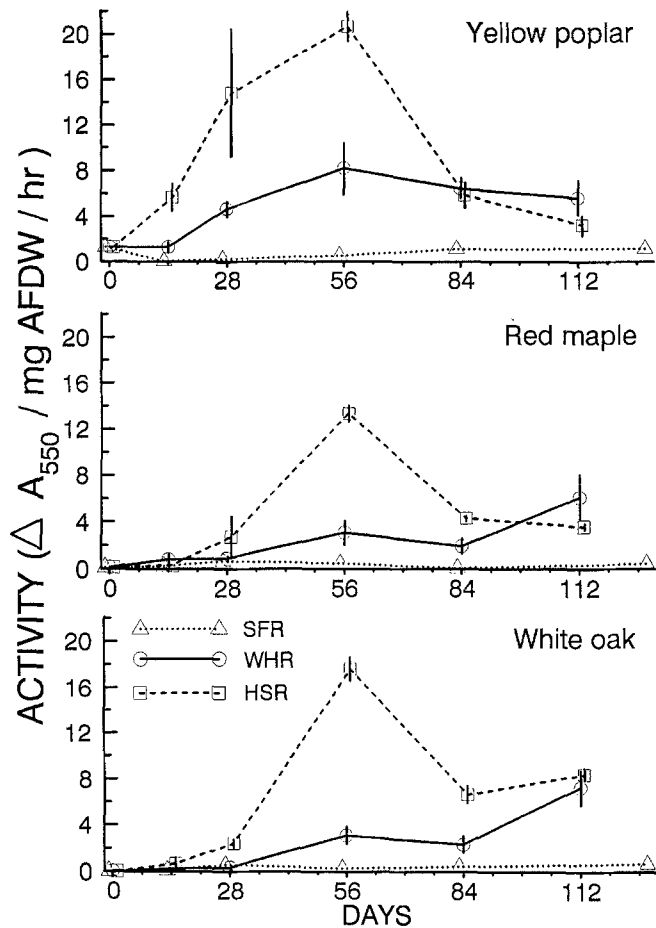 ACTIVITY (△ A550 / mg AFDW / hr)
Yellow poplar
20
16
12
8
4
0
0 28 56 84 112
Red maple
20
16
12
8
4
0
0 28 56 84 112
White oak
SFR
WHR
HSR
20
16
12
8
4
0
0 28 56 84 112
DAYS